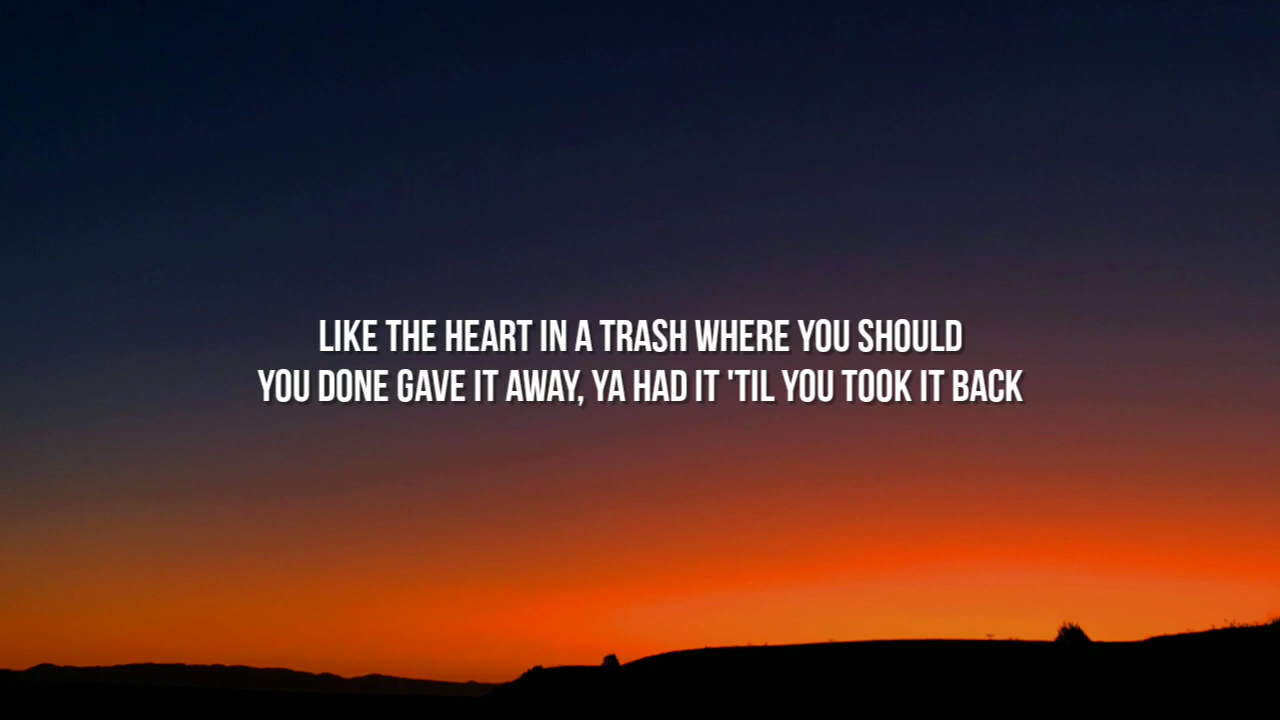 LIKE THE HEART IN A TRASH WHERE YOU SHOULD
YOU DONE GAVE IT AWAY, YA HAD IT 'TIL YOU TOOK IT BACK